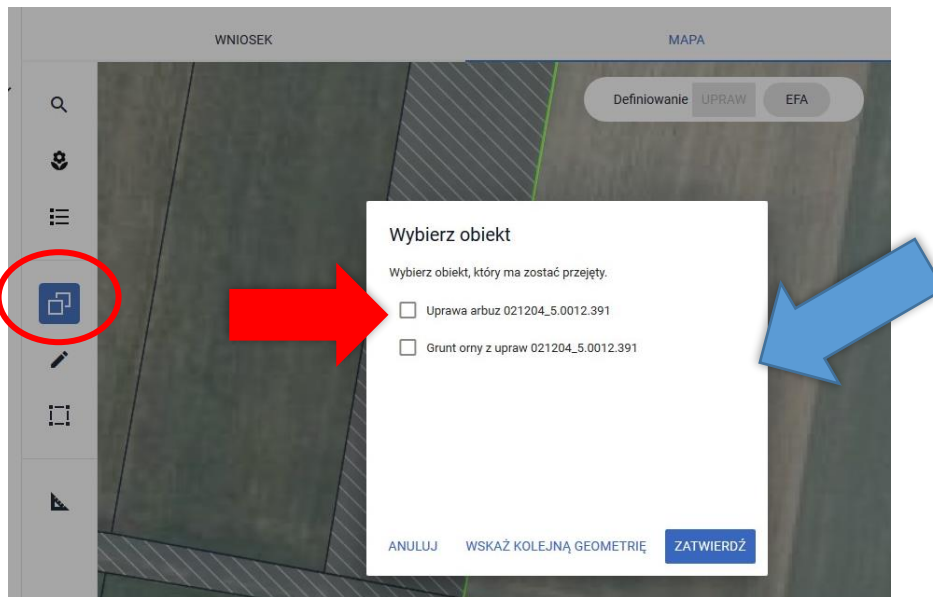 WNIOSEK
MAPA
Definiowanie UPRAW EFA
Wybierz obiekt
Wybierz obiekt, który ma zostać przejęty.
Uprawa arbuz 021204_5.0012.391
Grunt orny z upraw 021204_5.0012.391
ANULUJ WSKAŻ KOLEJNĄ GEOMETRIĘ ZATWIERDŹ